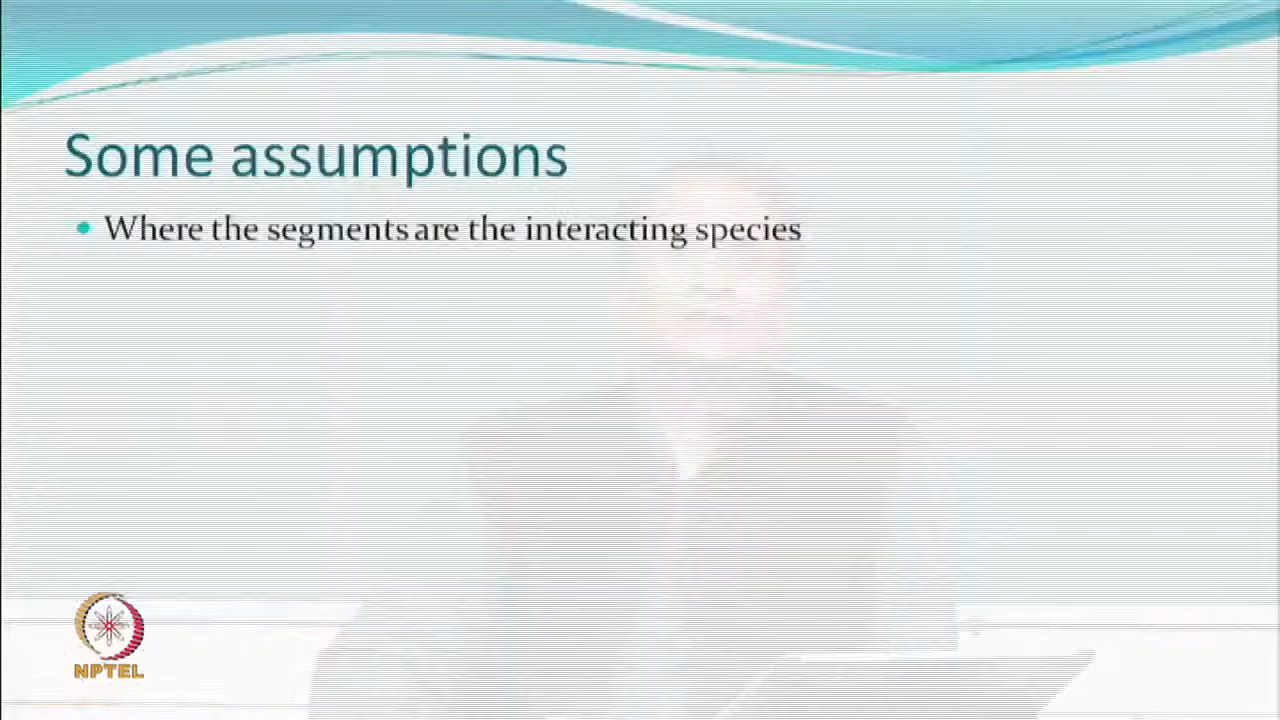 Some assumptions
• Where the segments are the interacting species
NPTEL